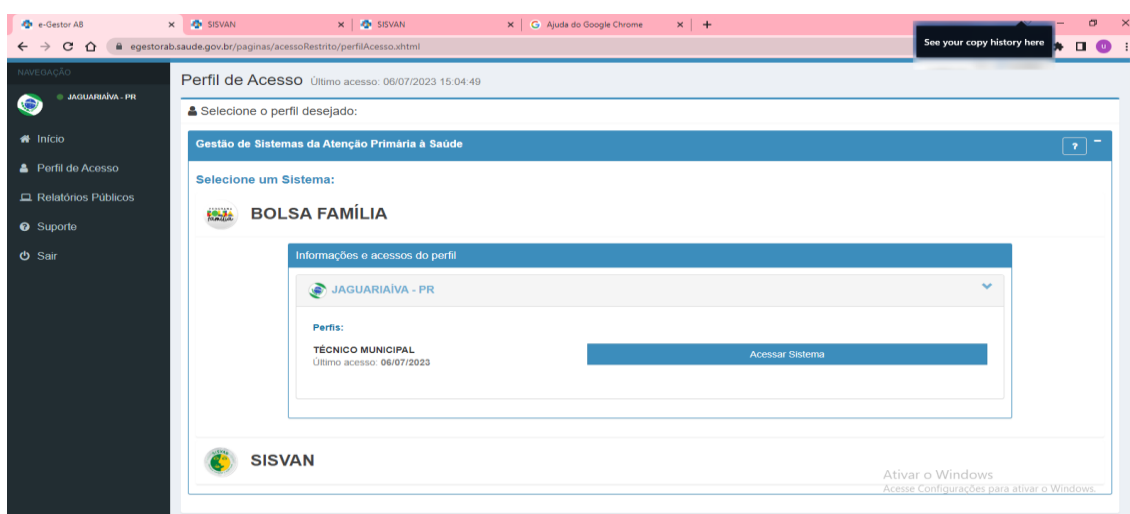 e-Gestor AB
SISVAN
SISVAN
Ajuda do Google Chrome
egestorab.saude.gov.br/paginas/acessoRestrito/perfilAcesso.xhtml
See your copy history here
U
NAVEGAÇÃO
JAGUARIAÍVA - PR
Início
Perfil de Acesso
Relatórios Públicos
Suporte
Sair
Perfil de Acesso Último acesso: 06/07/2023 15:04:49
Selecione o perfil desejado:
Gestão de Sistemas da Atenção Primária à Saúde
?
Selecione um Sistema:
BOLSA FAMÍLIA
Informações e acessos do perfil
JAGUARIAÍVA - PR
Perfis:
TÉCNICO MUNICIPAL
Último acesso: 06/07/2023
Acessar Sistema
SISVAN
Ativar o Windows
Acesse Configurações para ativar o Windows.